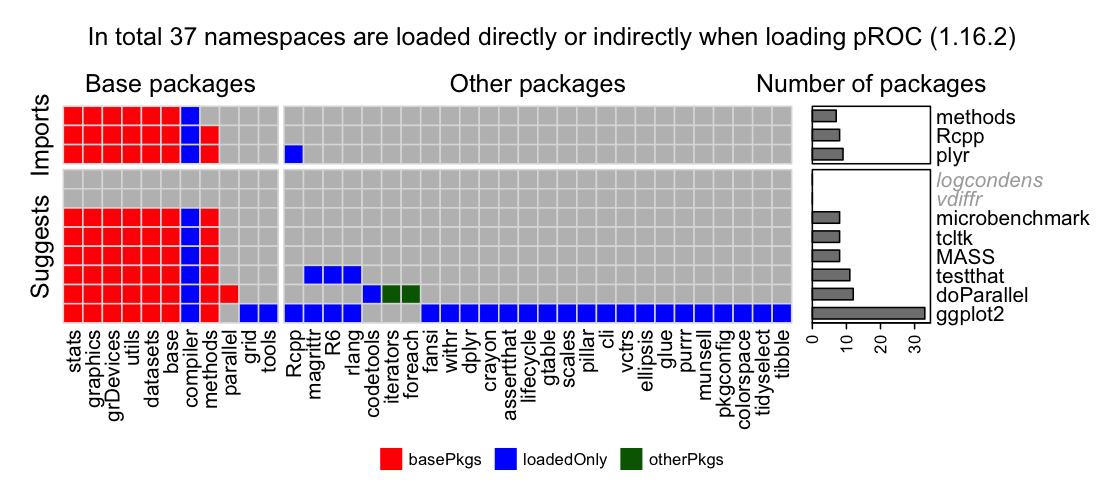 In total 37 namespaces are loaded directly or indirectly when loading pROC (1.16.2)
Base packages
Other packages
Number of packages
Imports
Suggests
methods
Rcpp
plyr
logcondens
vdiffr
microbenchmark
tcltk
MASS
testthat
doParallel
ggplot2
0
10
20
30
stats
graphics
grDevices
utils
datasets
base
compiler
methods
parallel
grid
tools
Rcpp
magrittr
R6
rlang
codetools
iterators
foreach
fansi
withr
dplyr
crayon
assertthat
lifecycle
gtable
scales
pillar
cli
vctrs
ellipsis
glue
purrr
munsell
pkgconfig
colorspace
tidyselect
tibble
basePkgs
loadedOnly
otherPkgs